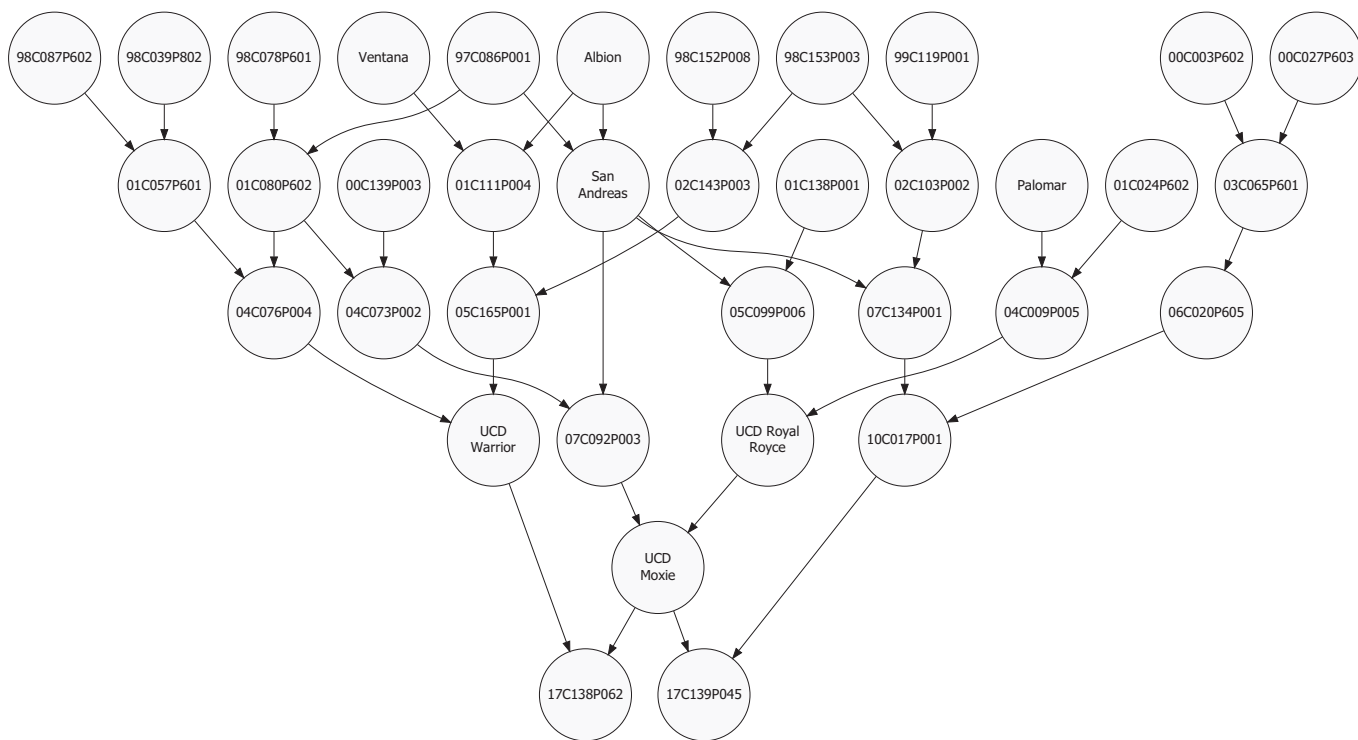 98C087P602
98C039P802
98C078P601
Ventana
97C086P001
Albion
98C152P008
98C153P003
99C119P001
00C003P602
00C027P603
01C057P601
01C080P602
00C139P003
01C111P004
San
Andreas
02C143P003
01C138P001
02C103P002
Palomar
01C024P602
03C065P601
04C076P004
04C073P002
05C165P001
05C099P006
07C134P001
04C009P005
06C020P605
UCD
Warrior
07C092P003
UCD Royal
Royce
10C017P001
UCD
Moxie
17C138P062
17C139P045